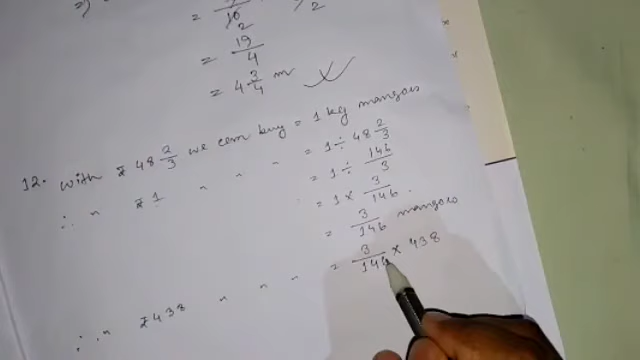 = 19/4
= 4 3/4 m
12. With ₹ 48 2/3 we can buy = 1 kg mangoes
∴ " ₹ 1 " " " = 1 ÷ 48 2/3
= 1 ÷ 146/3
= 1 × 3/146 .
= 3/146 mangoes
∴ " ₹ 438 " " " = 3/146 × 438